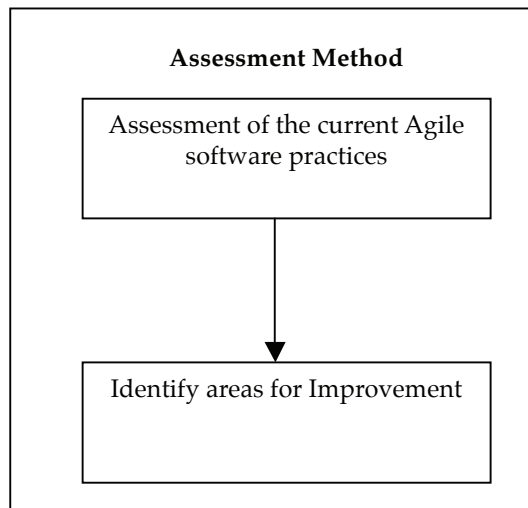 Assessment Method
Assessment of the current Agile
software practices
Identify areas for Improvement